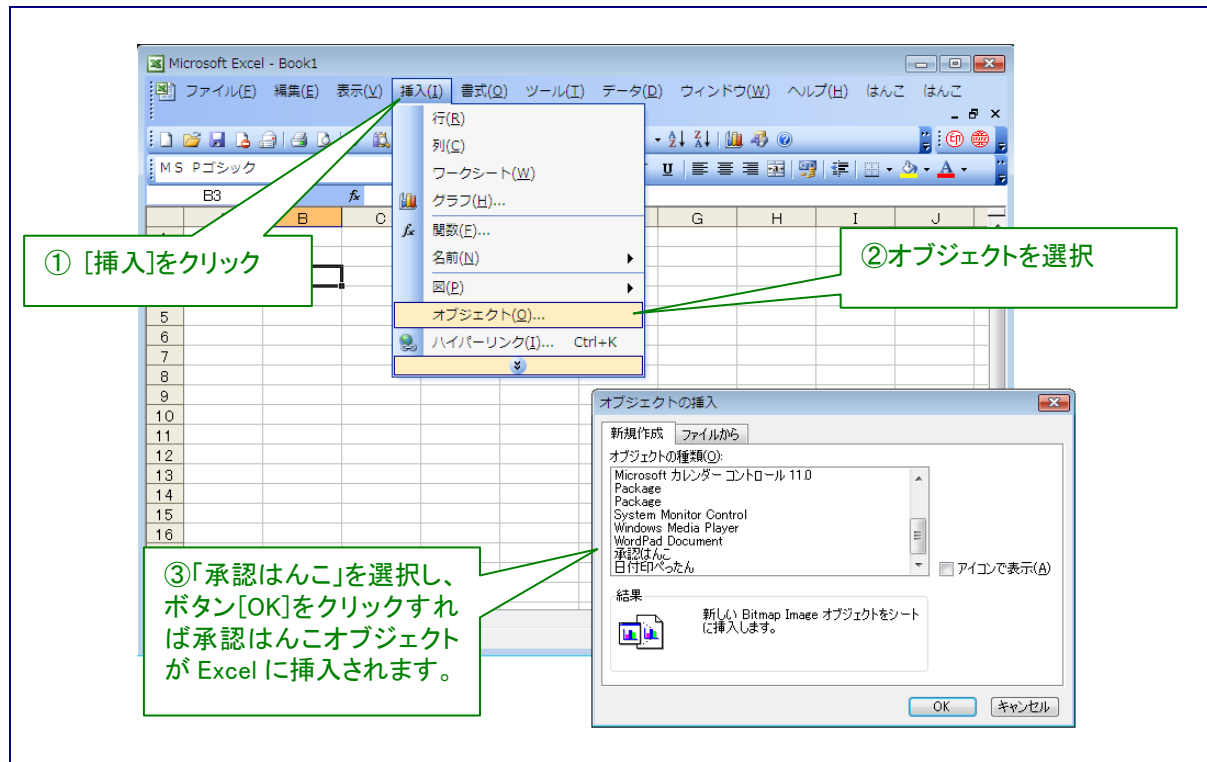 Microsoft Excel - Book1
ファイル(F) 編集(E) 表示(V) 挿入(I) 書式(O) ツール(T) データ(D) ウィンドウ(W) ヘルプ(H) はんこ はんこ
MS Pゴシック
B3
fx
B C G H I J
行(R)
列(C)
ワークシート(W)
グラフ(H)...
関数(F)...
名前(N)
図(P)
オブジェクト(O)...
ハイパーリンク(I)... Ctrl+K
① [挿入]をクリック
②オブジェクトを選択
5
6
7
8
9
10
11
12
13
14
15
16
オブジェクトの挿入
新規作成 ファイルから
オブジェクトの種類(O):
Microsoft カレンダー コントロール 11.0
Package
Package
System Monitor Control
Windows Media Player
WordPad Document
承認はんこ
日付印ぺったん
アイコンで表示(A)
結果
新しい Bitmap Image オブジェクトをシート
に挿入します。
OK キャンセル
③「承認はんこ」を選択し、
ボタン[OK]をクリックすれ
ば承認はんこオブジェクト
が Excel に挿入されます。